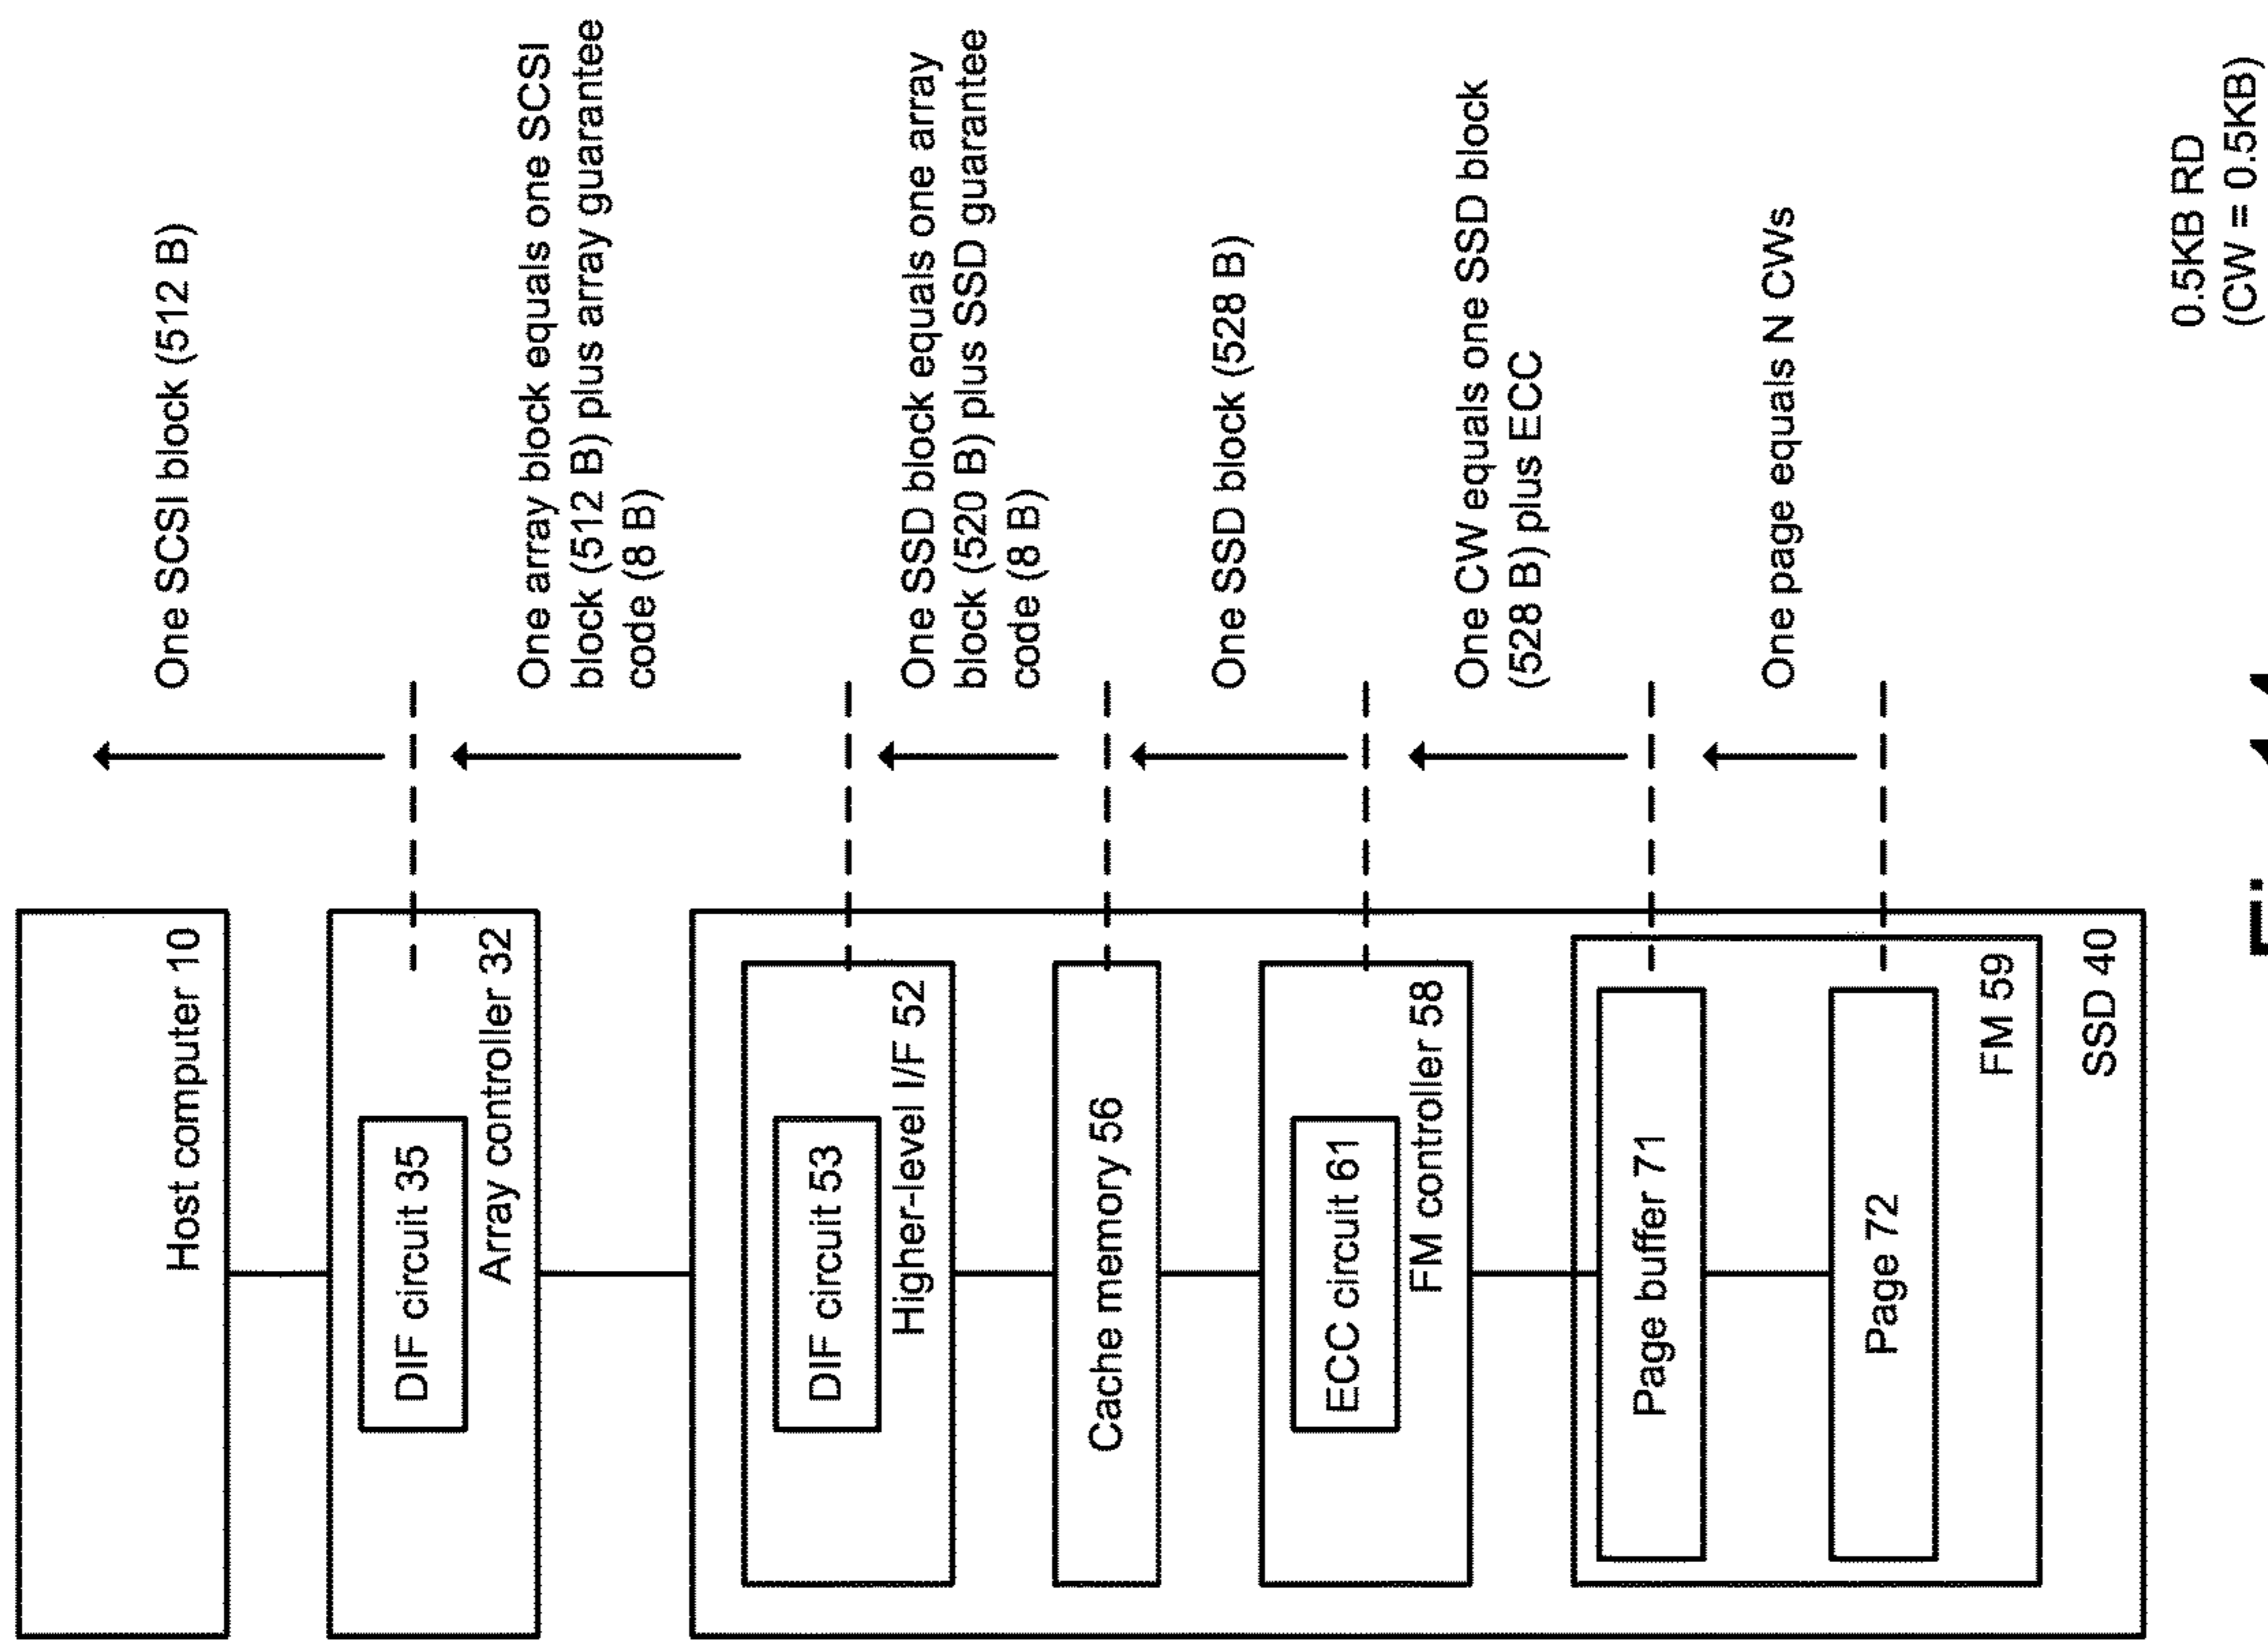 Host computer 10
One SCSI block (512 B)
DIF circuit 35
Array controller 32
One array block equals one SCSI
block (512 B) plus array guarantee
code (8 B)
DIF circuit 53
Higher-level I/F 52
One SSD block equals one array
block (520 B) plus SSD guarantee
code (8 B)
Cache memory 56
One SSD block (528 B)
ECC circuit 61
FM controller 58
One CW equals one SSD block
(528 B) plus ECC
Page buffer 71
One page equals N CWs
Page 72
FM 59
SSD 40
0.5KB RD
(CW = 0.5KB)